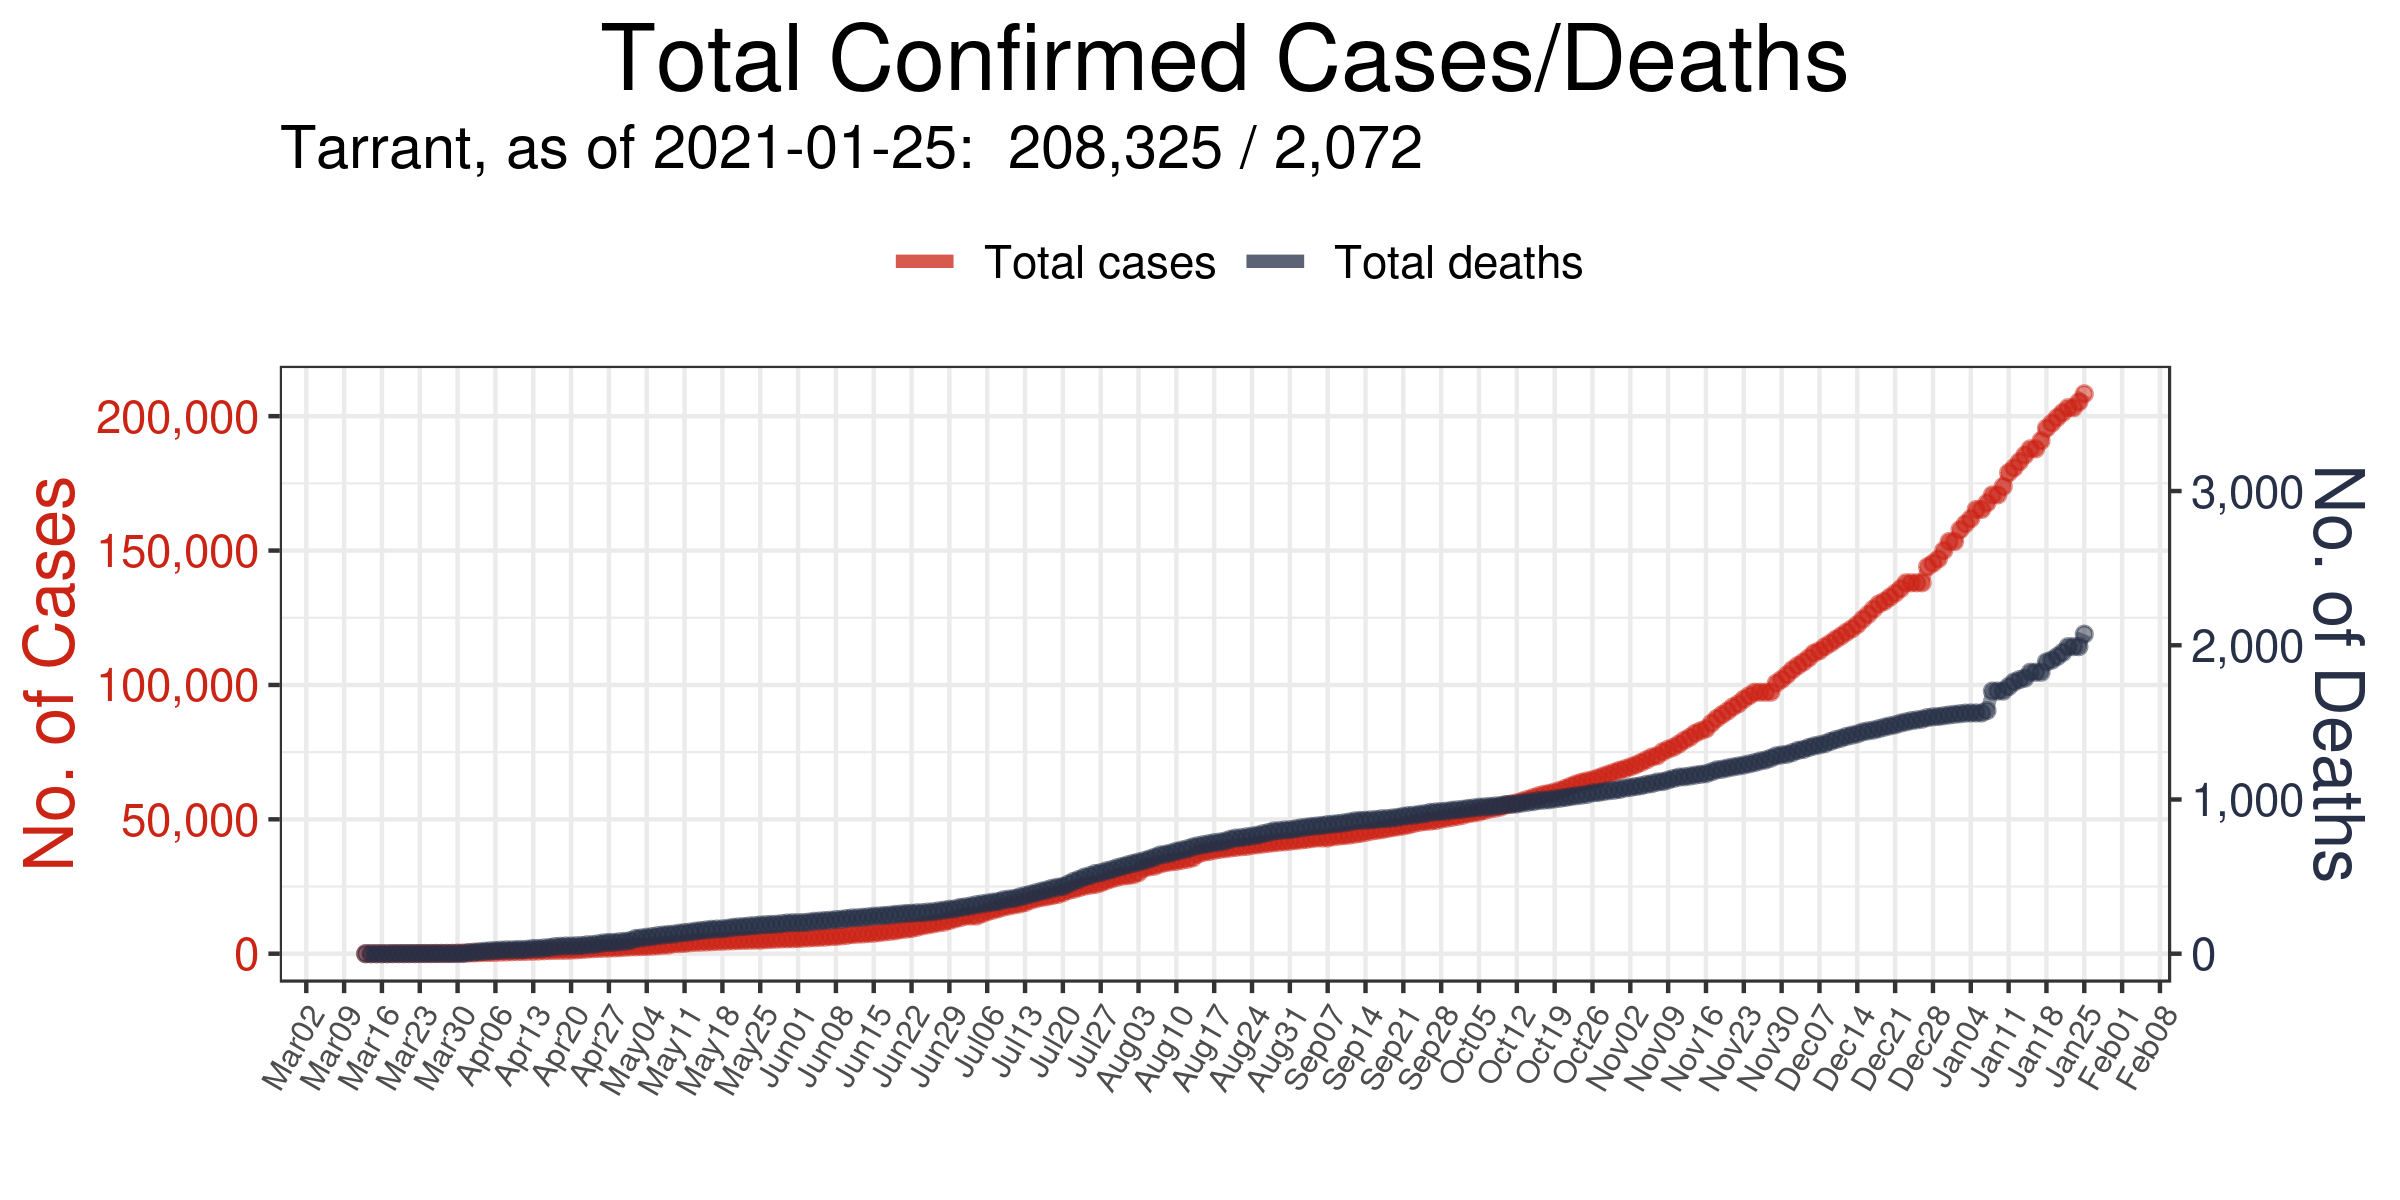 Total Confirmed Cases/Deaths
Tarrant, as of 2021-01-25: 208,325 / 2,072
Total cases
Total deaths
No. of Cases
200,000
150,000
100,000
50,000
0
3,000
2,000
1,000
0
No. of Deaths
Mar02
Mar09
Mar16
Mar23
Mar30
Apr06
Apr13
Apr20
Apr27
May04
May11
May18
May25
Jun01
Jun08
Jun15
Jun22
Jun29
Jul06
Jul13
Jul20
Jul27
Aug03
Aug10
Aug17
Aug24
Aug31
Sep07
Sep14
Sep21
Sep28
Oct05
Oct12
Oct19
Oct26
Nov02
Nov09
Nov16
Nov23
Nov30
Dec07
Dec14
Dec21
Dec28
Jan04
Jan11
Jan18
Jan25
Feb01
Feb08